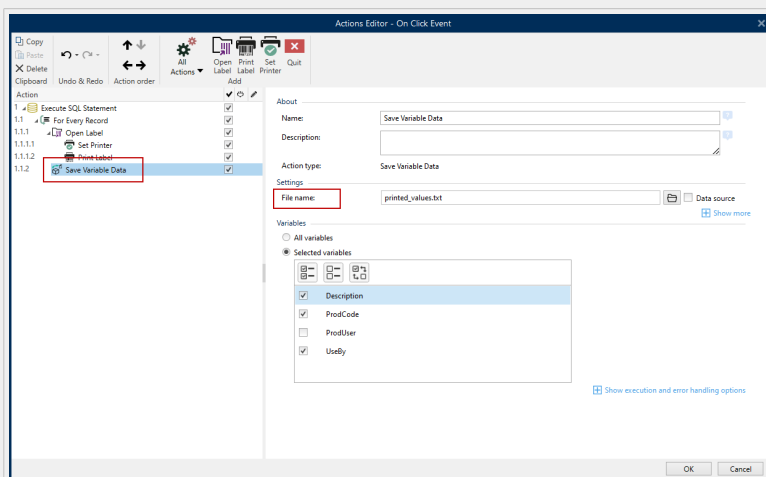 Actions Editor - On Click Event
Copy
Paste
Delete
Clipboard
Undo & Redo
Action order
All Actions
Open Label
Print Label
Set Printer
Quit
Add
Action
1 Execute SQL Statement
1.1 For Every Record
1.1.1 Open Label
1.1.1.1 Set Printer
1.1.1.2 Print Label
1.1.2 Save Variable Data
About
Name: Save Variable Data
Description:
Action type: Save Variable Data
Settings
File name: printed_values.txt Data source
Show more
Variables
All variables
Selected variables
Description
ProdCode
ProdUser
UseBy
Show execution and error handling options
OK Cancel